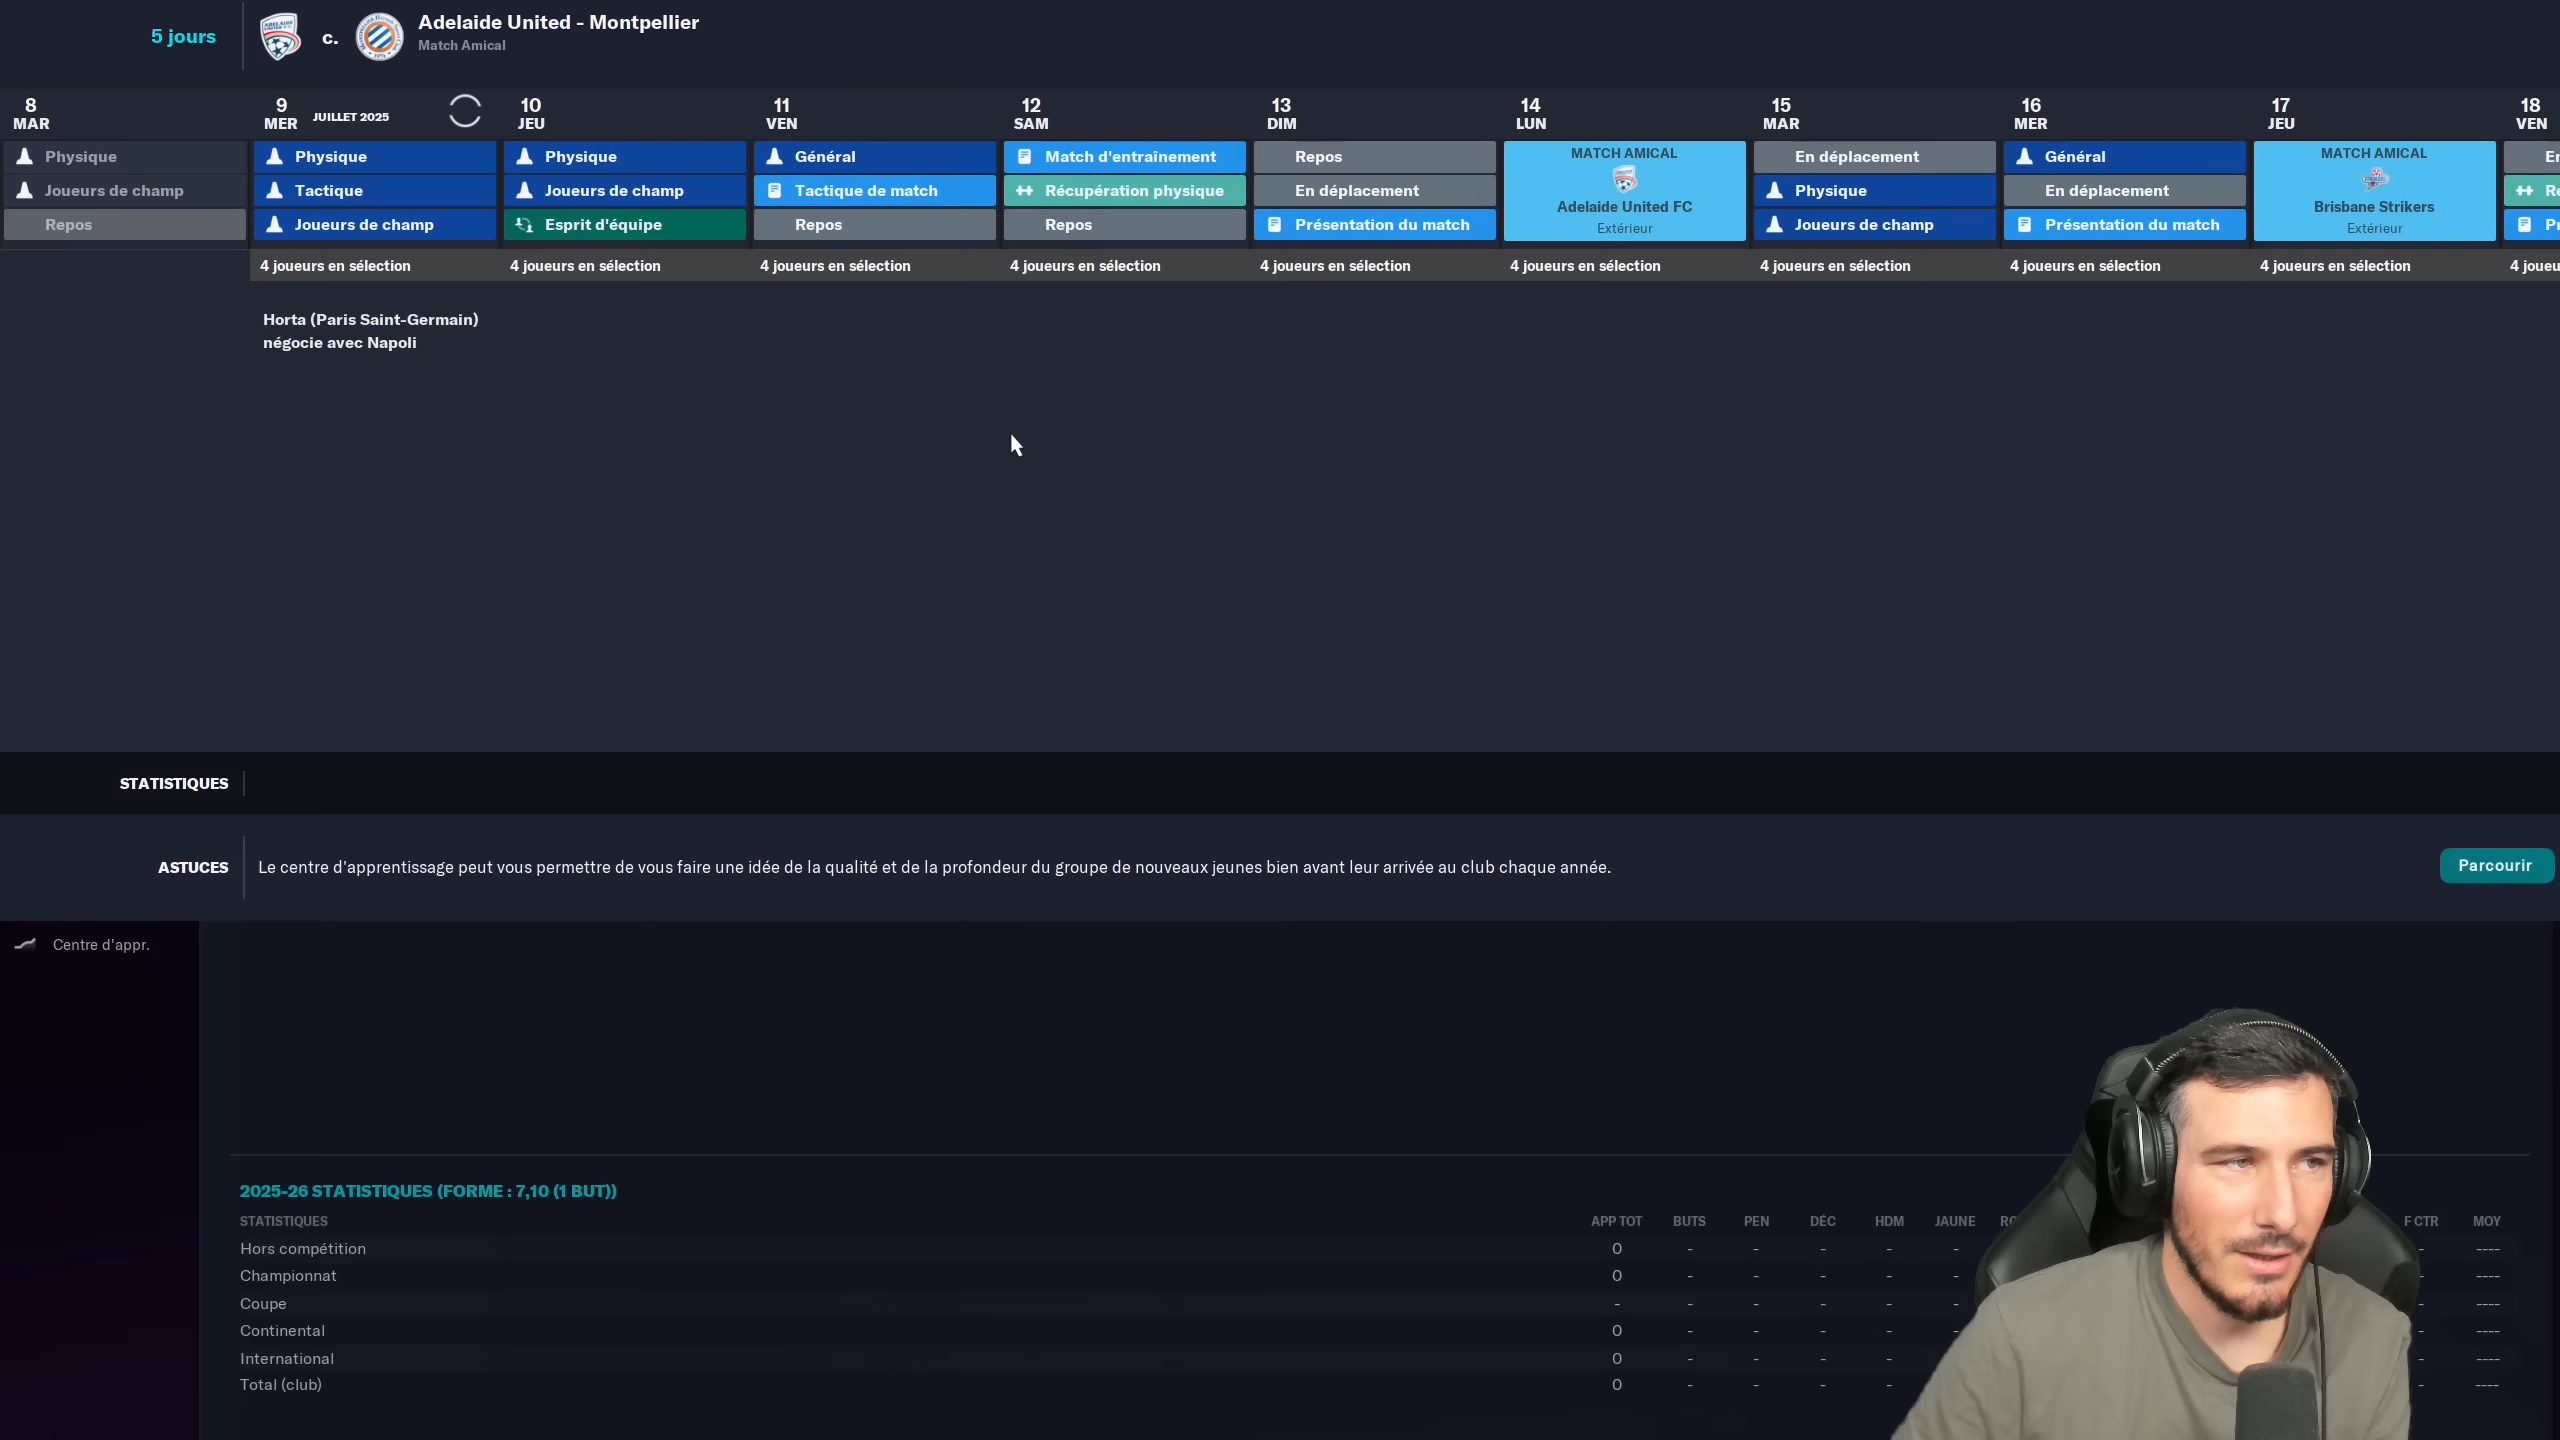 5 jours
c.
Adelaide United - Montpellier
Match Amical
8 MAR
9 MER JUILLET 2025
10 JEU
11 VEN
12 SAM
13 DIM
14 LUN
15 MAR
16 MER
17 JEU
18 VEN
Physique
Joueurs de champ
Repos
Physique
Tactique
Joueurs de champ
Physique
Joueurs de champ
Esprit d'équipe
Général
Tactique de match
Repos
Match d'entraînement
Récupération physique
Repos
Repos
En déplacement
Présentation du match
MATCH AMICAL
Adelaide United FC
Extérieur
En déplacement
Physique
Joueurs de champ
Général
En déplacement
Présentation du match
MATCH AMICAL
Brisbane Strikers
Extérieur
4 joueurs en sélection
4 joueurs en sélection
4 joueurs en sélection
4 joueurs en sélection
4 joueurs en sélection
4 joueurs en sélection
4 joueurs en sélection
4 joueurs en sélection
4 joueurs en sélection
4 joueu
Horta (Paris Saint-Germain)
négocie avec Napoli
STATISTIQUES
ASTUCES
Le centre d'apprentissage peut vous permettre de vous faire une idée de la qualité et de la profondeur du groupe de nouveaux jeunes bien avant leur arrivée au club chaque année.
Parcourir
Centre d'appr.
2025-26 STATISTIQUES (FORME : 7,10 (1 BUT))
STATISTIQUES APP TOT BUTS PEN DÉC HDM JAUNE F CTR MOY
Hors compétition 0 - - - - - - ----
Championnat 0 - - - - - - ----
Coupe - - - - - - - ----
Continental 0 - - - - - - ----
International 0 - - - - - ----
Total (club) 0 - - - - - ----